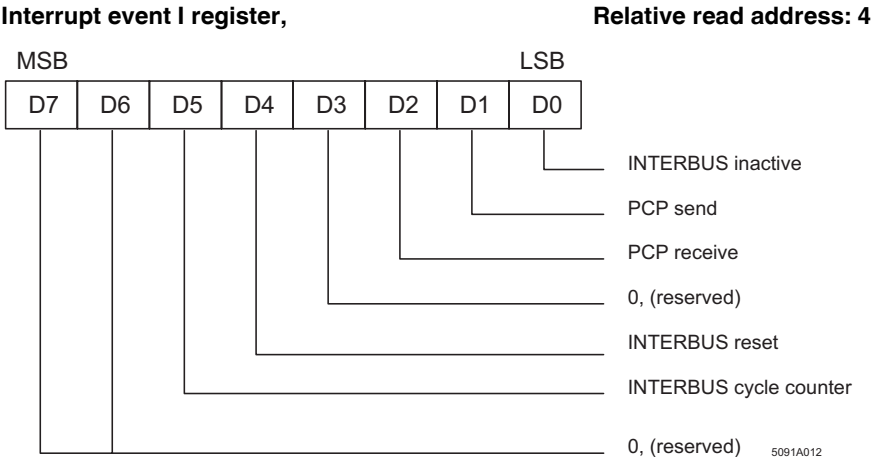 Interrupt event I register, Relative read address: 4
MSB LSB
D7 D6 D5 D4 D3 D2 D1 D0
INTERBUS inactive
PCP send
PCP receive
0, (reserved)
INTERBUS reset
INTERBUS cycle counter
0, (reserved) 5091A012